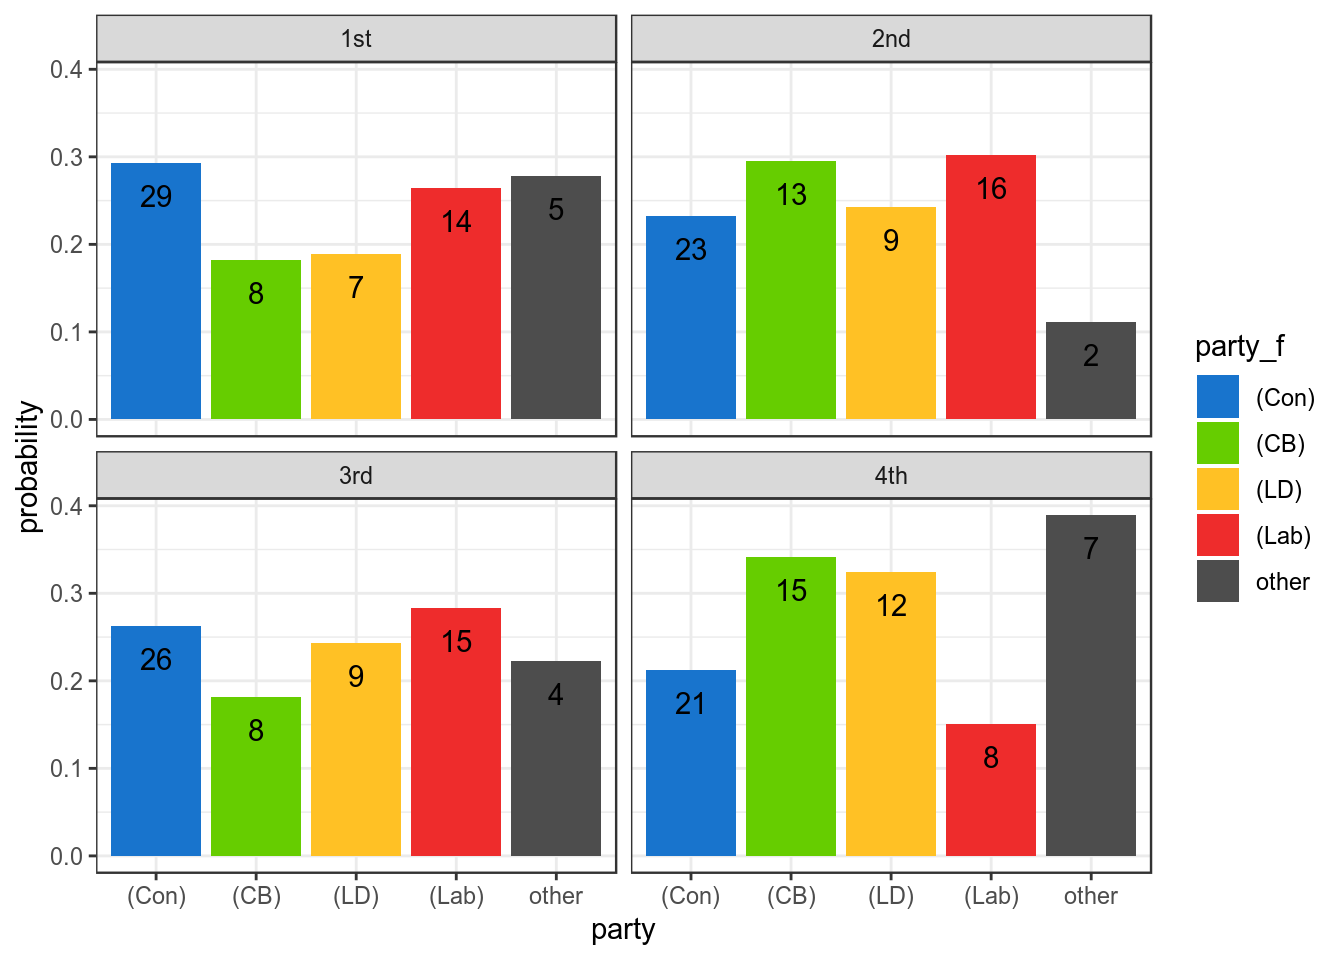 1st
2nd
0.4
0.3
0.2
0.1
0.0
29
8
7
14
5
23
13
9
16
2
3rd
4th
0.4
0.3
0.2
0.1
0.0
26
8
9
15
4
21
15
12
8
7
(Con)
(CB)
(LD)
(Lab)
other
(Con)
(CB)
(LD)
(Lab)
other
party
probability
party_f
(Con)
(CB)
(LD)
(Lab)
other